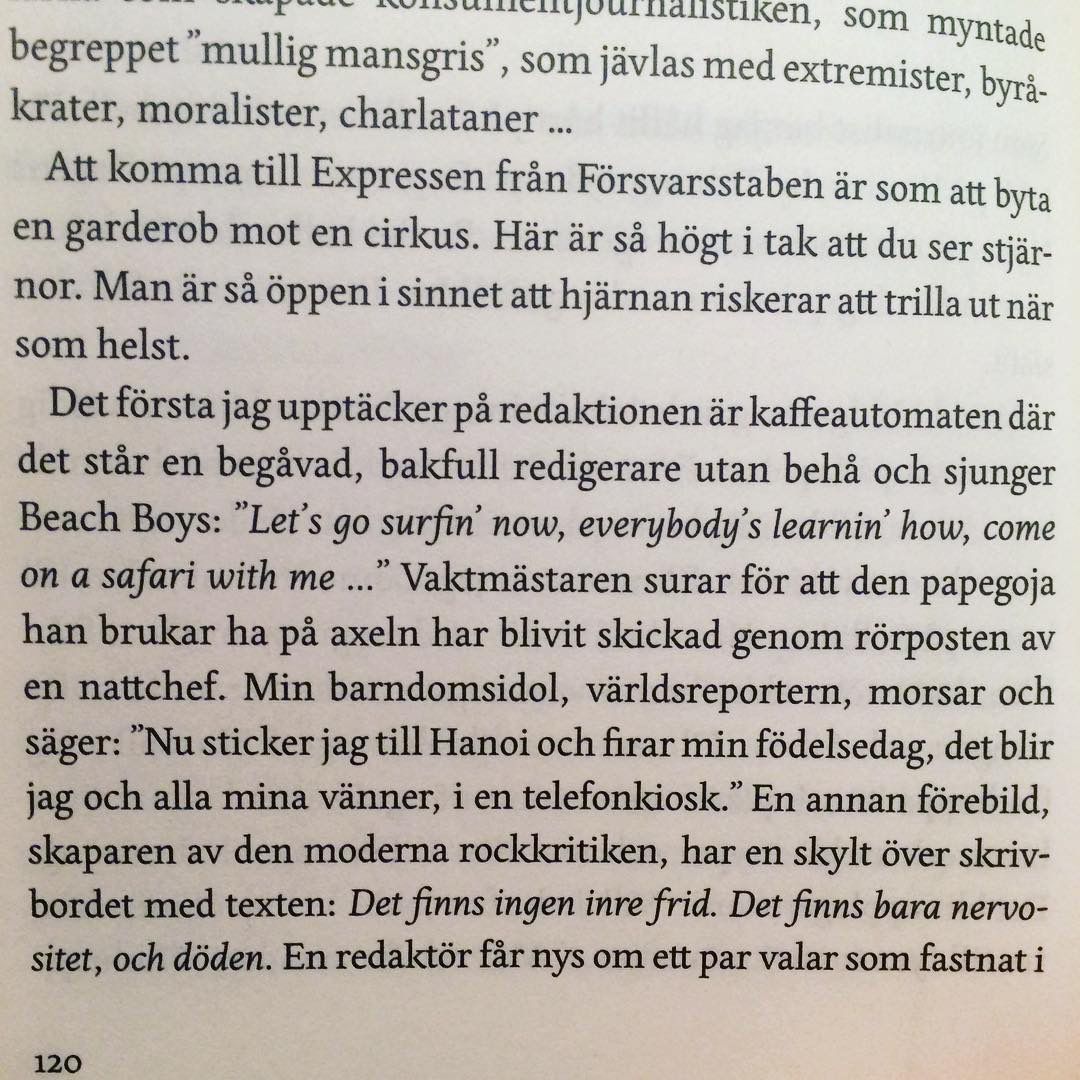 som skapade konsumentjournalistiken, som myntade
begreppet ”mullig mansgris”, som jävlas med extremister, byrå-
krater, moralister, charlataner ...
Att komma till Expressen från Försvarsstaben är som att byta
en garderob mot en cirkus. Här är så högt i tak att du ser stjär-
nor. Man är så öppen i sinnet att hjärnan riskerar att trilla ut när
som helst.
Det första jag upptäcker på redaktionen är kaffeautomaten där
det står en begåvad, bakfull redigerare utan behå och sjunger
Beach Boys: ”Let’s go surfin’ now, everybody’s learnin’ how, come
on a safari with me ...” Vaktmästaren surar för att den papegoja
han brukar ha på axeln har blivit skickad genom rörposten av
en nattchef. Min barndomsidol, världsreportern, morsar och
säger: ”Nu sticker jag till Hanoi och firar min födelsedag, det blir
jag och alla mina vänner, i en telefonkiosk.” En annan förebild,
skaparen av den moderna rockkritiken, har en skylt över skriv-
bordet med texten: Det finns ingen inre frid. Det finns bara nervo-
sitet, och döden. En redaktör får nys om ett par valar som fastnat i
120